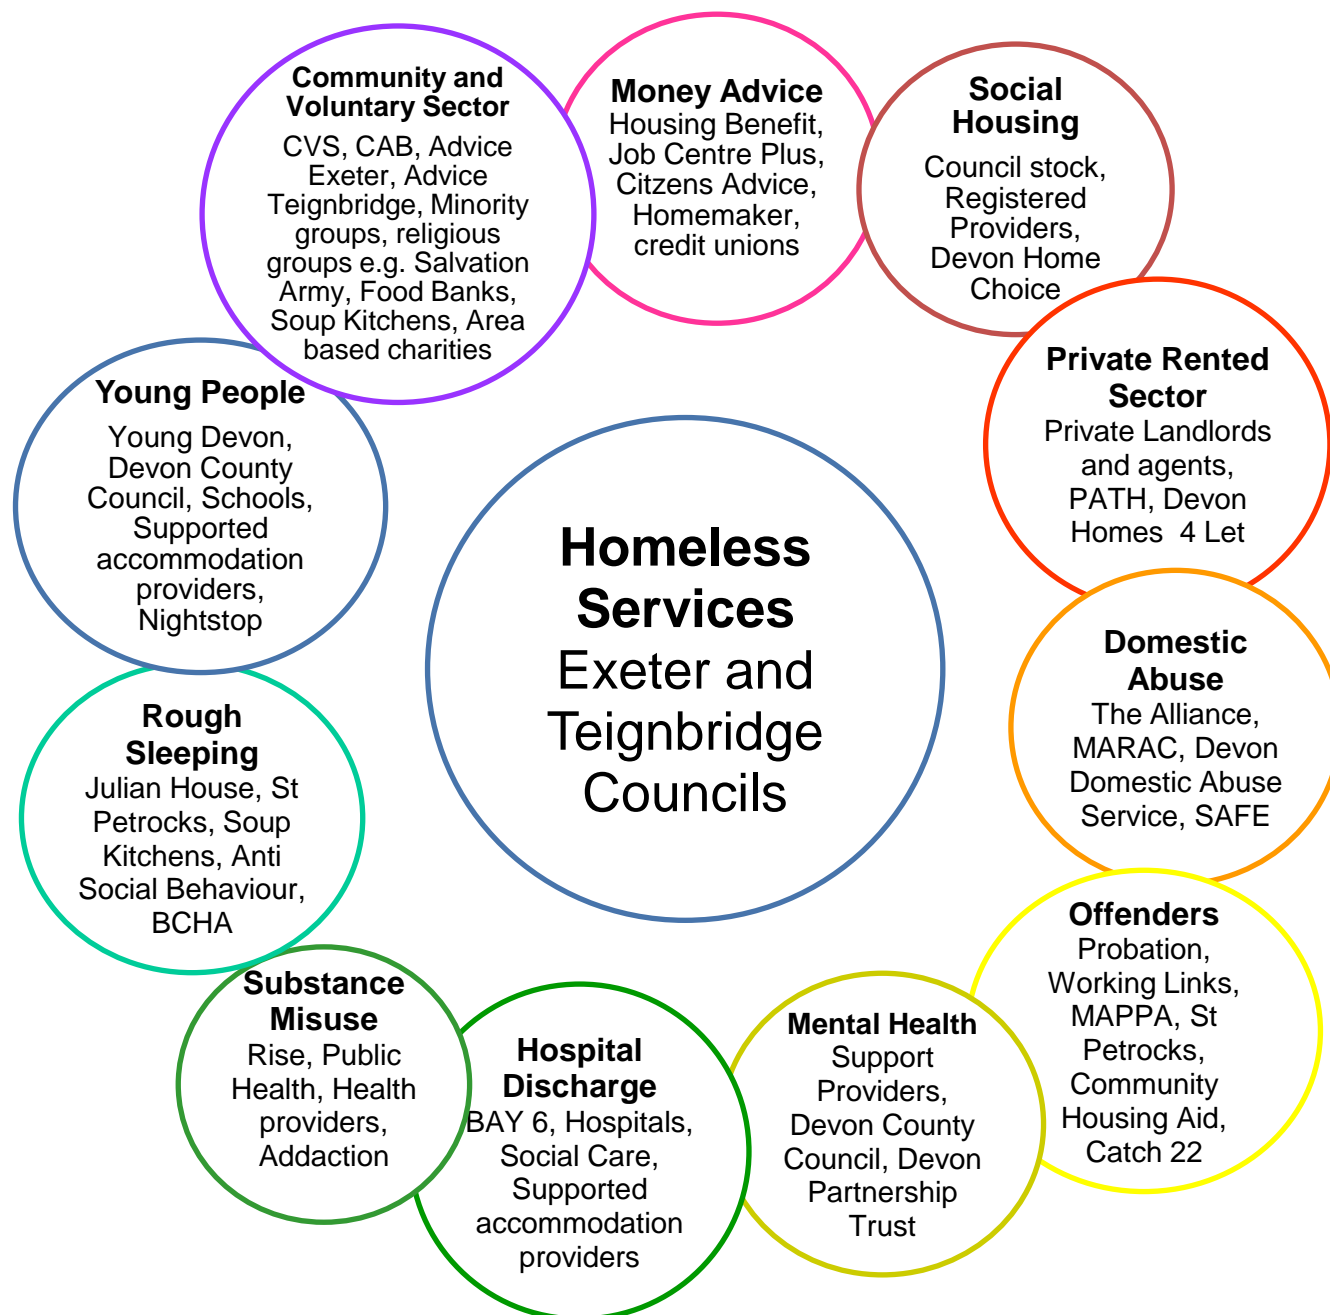 Community and
Voluntary Sector
CVS, CAB, Advice
Exeter, Advice
Teignbridge, Minority
groups, religious
groups e.g. Salvation
Army, Food Banks,
Soup Kitchens, Area
based charities
Money Advice
Housing Benefit,
Job Centre Plus,
Citzens Advice,
Homemaker,
credit unions
Social
Housing
Council stock,
Registered
Providers,
Devon Home
Choice
Private Rented
Sector
Private Landlords
and agents,
PATH, Devon
Homes 4 Let
Domestic
Abuse
The Alliance,
MARAC, Devon
Domestic Abuse
Service, SAFE
Offenders
Probation,
Working Links,
MAPPA, St
Petrocks,
Community
Housing Aid,
Catch 22
Mental Health
Support
Providers,
Devon County
Council, Devon
Partnership
Trust
Hospital
Discharge
BAY 6, Hospitals,
Social Care,
Supported
accommodation
providers
Substance
Misuse
Rise, Public
Health, Health
providers,
Addaction
Rough
Sleeping
Julian House, St
Petrocks, Soup
Kitchens, Anti
Social Behaviour,
BCHA
Young People
Young Devon,
Devon County
Council, Schools,
Supported
accommodation
providers,
Nightstop
Homeless
Services
Exeter and
Teignbridge
Councils